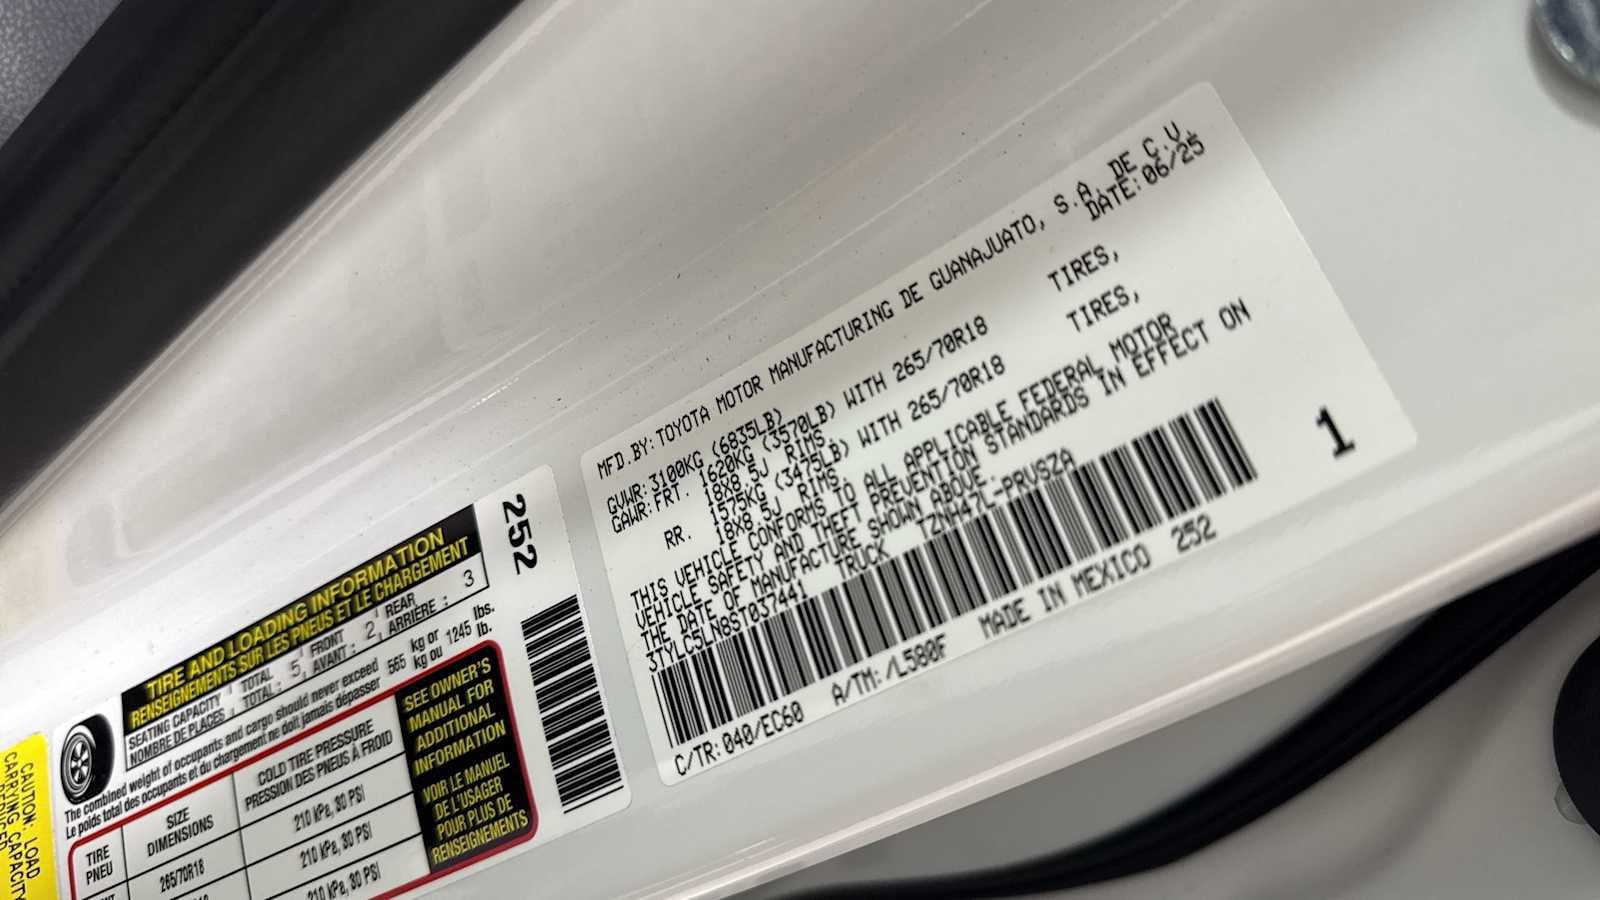 MFD.BY:TOYOTA MOTOR MANUFACTURING DE GUANAJUATO, S.A. DE C.V.
DATE:06/25
GVWR:3100KG (6835LB)
GAWR:FRT. 1620KG (3570LB) WITH 265/70R18 TIRES,
18X8.5J RIMS,
RR. 1575KG (3475LB) WITH 265/70R18 TIRES,
18X8.5J RIMS
THIS VEHICLE CONFORMS TO ALL APPLICABLE FEDERAL MOTOR
VEHICLE SAFETY AND THEFT PREVENTION STANDARDS IN EFFECT ON
THE DATE OF MANUFACTURE SHOWN ABOVE.
3TYLC5LN8ST037441 TRUCK TZNH47L-PRVSZA
C/TR:040/EC60 A/TM:/L580F MADE IN MEXICO 252
1
252
TIRE AND LOADING INFORMATION
RENSEIGNEMENTS SUR LES PNEUS ET LE CHARGEMENT
SEATING CAPACITY TOTAL 5 FRONT 2 REAR 3
NOMBRE DE PLACES TOTAL: AVANT: ARRIÈRE:
The combined weight of occupants and cargo should never exceed 565 kg or 1245 lbs.
Le poids total des occupants et du chargement ne doit jamais dépasser kg ou lb.
TIRE
PNEU
SIZE
DIMENSIONS
COLD TIRE PRESSURE
PRESSION DES PNEUS À FROID
265/70R18
210 kPa, 30 PSI
210 kPa, 30 PSI
210 kPa, 30 PSI
SEE OWNER'S
MANUAL FOR
ADDITIONAL
INFORMATION
VOIR LE MANUEL
DE L'USAGER
POUR PLUS DE
RENSEIGNEMENTS
CAUTION: LOAD
CARRYING CAPACITY